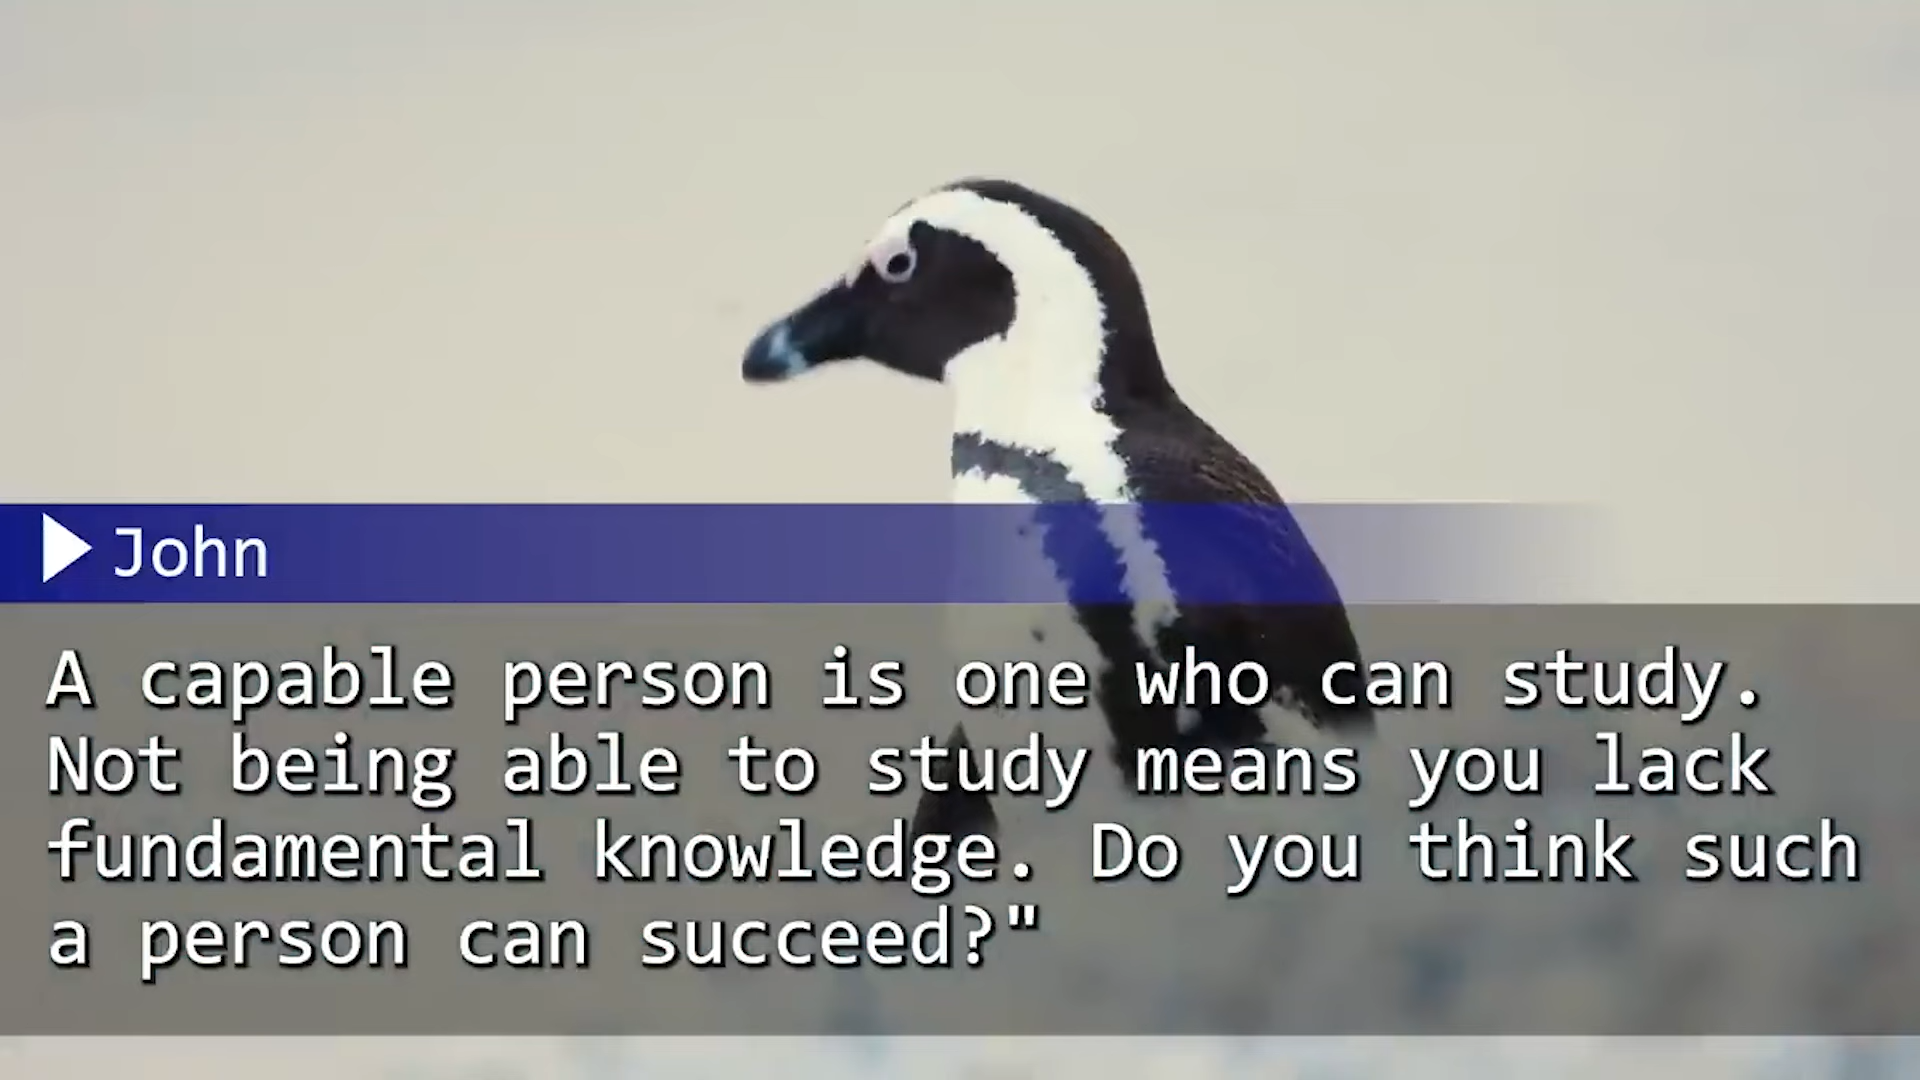 John
A capable person is one who can study.
Not being able to study means you lack
fundamental knowledge. Do you think such
a person can succeed?"